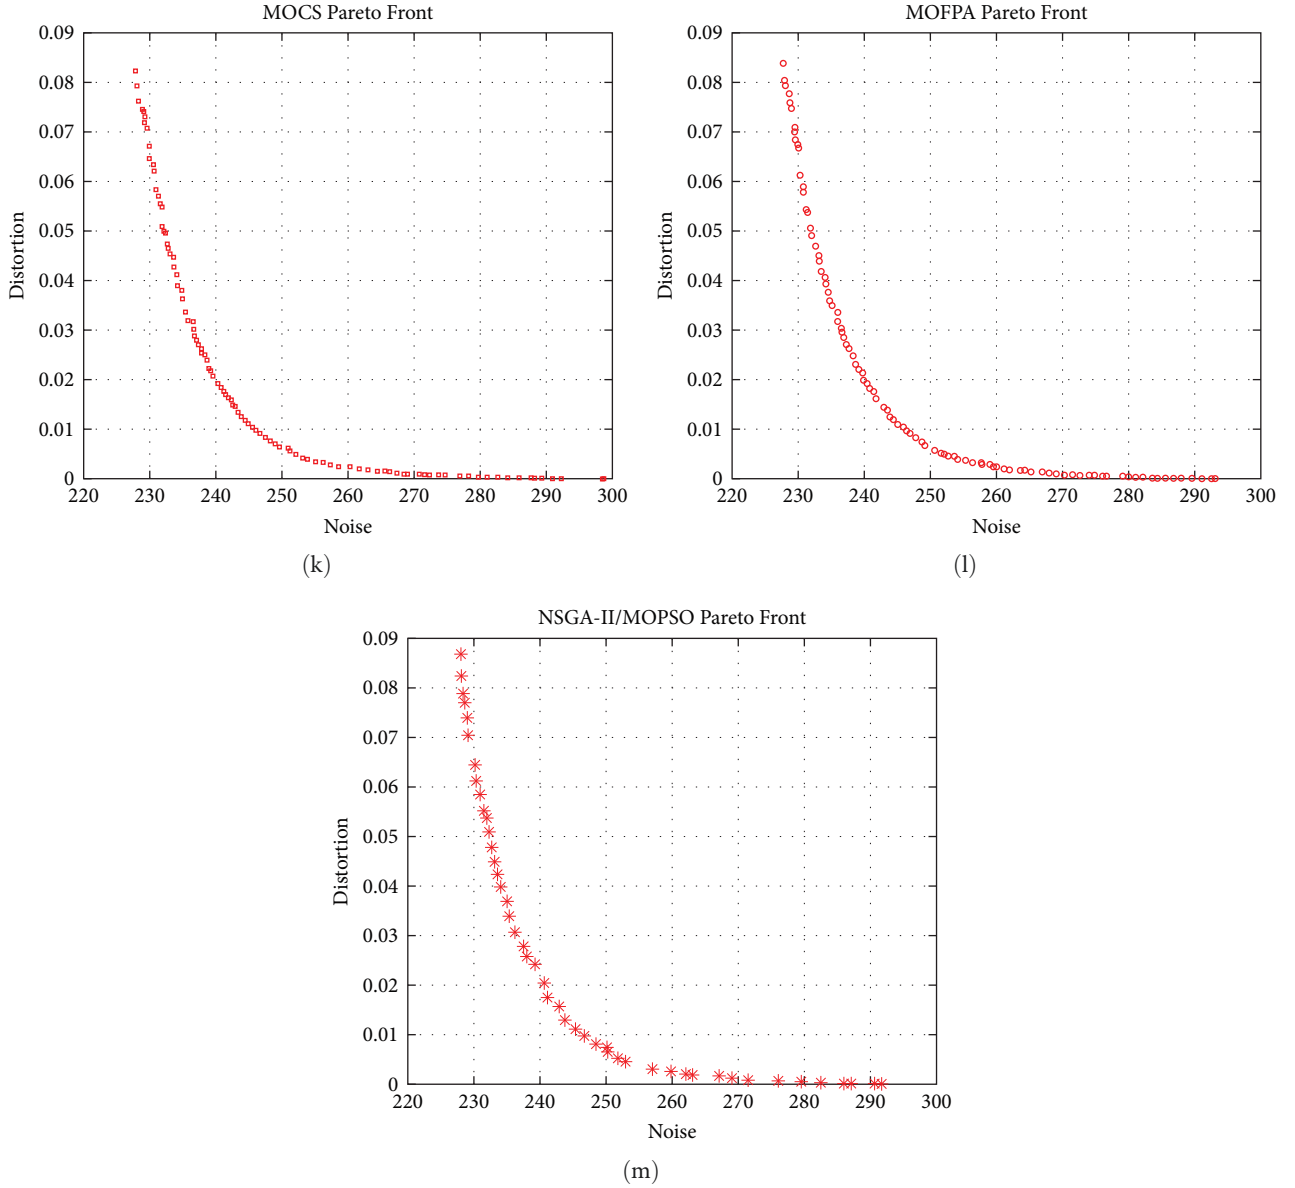 MOCS Pareto Front
0.09
0.08
0.07
0.06
0.05
0.04
0.03
0.02
0.01
0
Distortion
220 230 240 250 260 270 280 290 300
Noise
(k)
MOFPA Pareto Front
0.09
0.08
0.07
0.06
0.05
0.04
0.03
0.02
0.01
0
Distortion
220 230 240 250 260 270 280 290 300
Noise
(l)
NSGA-II/MOPSO Pareto Front
0.09
0.08
0.07
0.06
0.05
0.04
0.03
0.02
0.01
0
Distortion
220 230 240 250 260 270 280 290 300
Noise
(m)